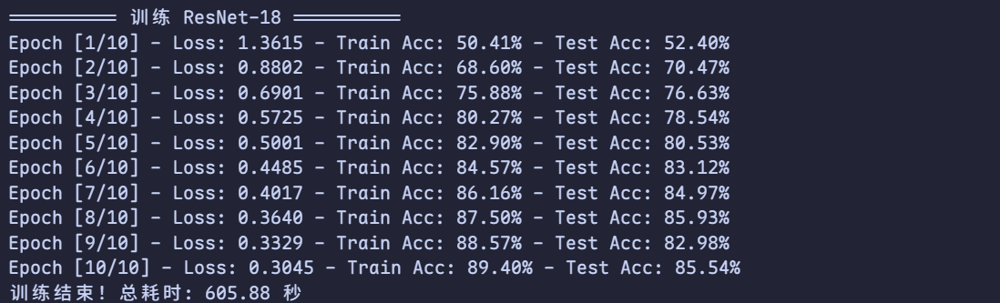 ══════════ 训练 ResNet-18 ══════════
Epoch [1/10] - Loss: 1.3615 - Train Acc: 50.41% - Test Acc: 52.40%
Epoch [2/10] - Loss: 0.8802 - Train Acc: 68.60% - Test Acc: 70.47%
Epoch [3/10] - Loss: 0.6901 - Train Acc: 75.88% - Test Acc: 76.63%
Epoch [4/10] - Loss: 0.5725 - Train Acc: 80.27% - Test Acc: 78.54%
Epoch [5/10] - Loss: 0.5001 - Train Acc: 82.90% - Test Acc: 80.53%
Epoch [6/10] - Loss: 0.4485 - Train Acc: 84.57% - Test Acc: 83.12%
Epoch [7/10] - Loss: 0.4017 - Train Acc: 86.16% - Test Acc: 84.97%
Epoch [8/10] - Loss: 0.3640 - Train Acc: 87.50% - Test Acc: 85.93%
Epoch [9/10] - Loss: 0.3329 - Train Acc: 88.57% - Test Acc: 82.98%
Epoch [10/10] - Loss: 0.3045 - Train Acc: 89.40% - Test Acc: 85.54%
训练结束! 总耗时: 605.88 秒